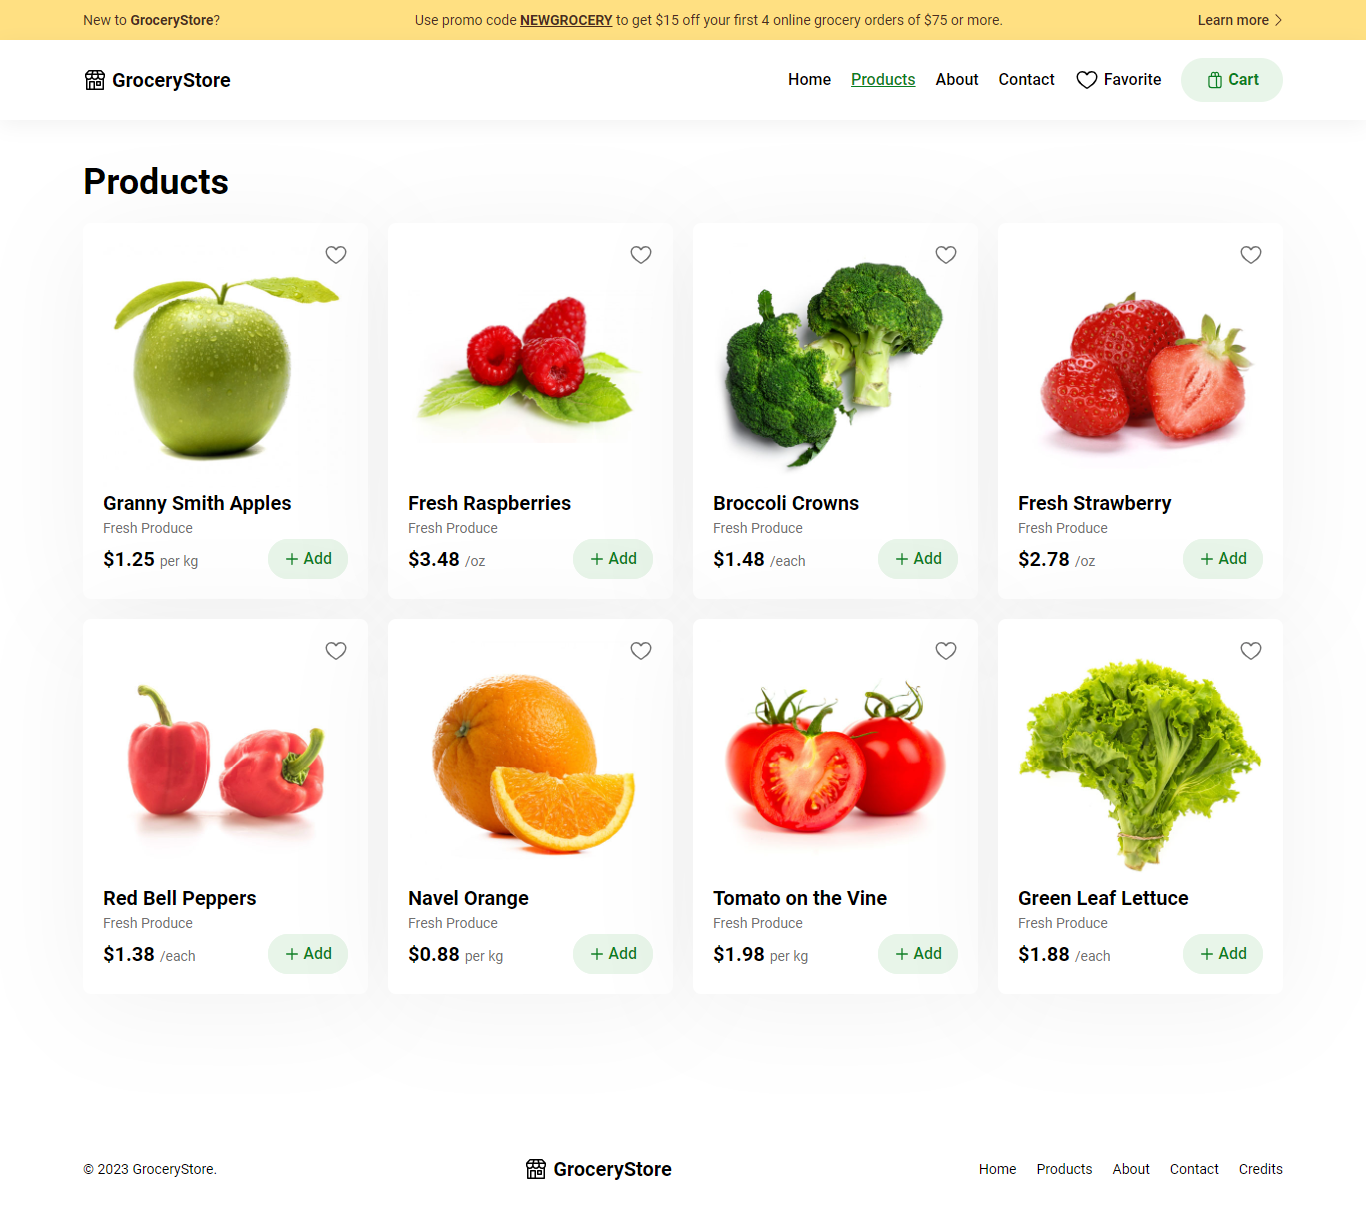 New to GroceryStore?
Use promo code NEWGROCERY to get $15 off your first 4 online grocery orders of $75 or more.
Learn more
GroceryStore
Home
Products
About
Contact
Favorite
Cart
Products
Granny Smith Apples
Fresh Produce
$1.25 per kg
Add
Fresh Raspberries
Fresh Produce
$3.48 /oz
Add
Broccoli Crowns
Fresh Produce
$1.48 /each
Add
Fresh Strawberry
Fresh Produce
$2.78 /oz
Add
Red Bell Peppers
Fresh Produce
$1.38 /each
Add
Navel Orange
Fresh Produce
$0.88 per kg
Add
Tomato on the Vine
Fresh Produce
$1.98 per kg
Add
Green Leaf Lettuce
Fresh Produce
$1.88 /each
Add
© 2023 GroceryStore.
GroceryStore
Home
Products
About
Contact
Credits